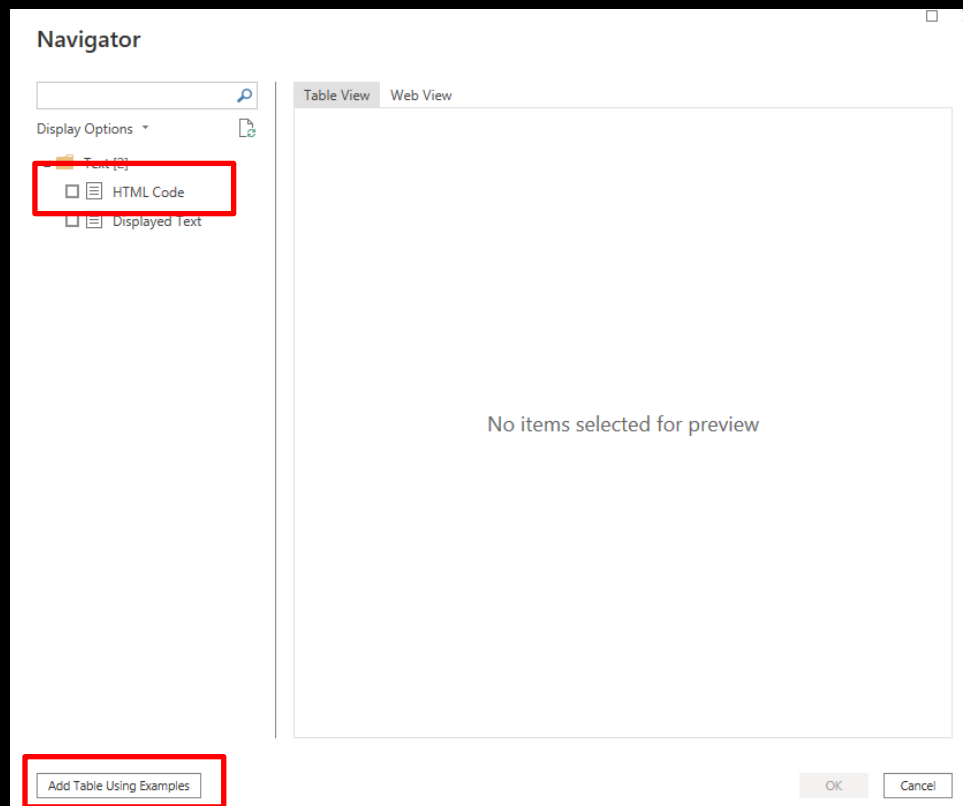 Navigator
Table View Web View
Display Options
Text [2]
HTML Code
Displayed Text
No items selected for preview
Add Table Using Examples
OK Cancel